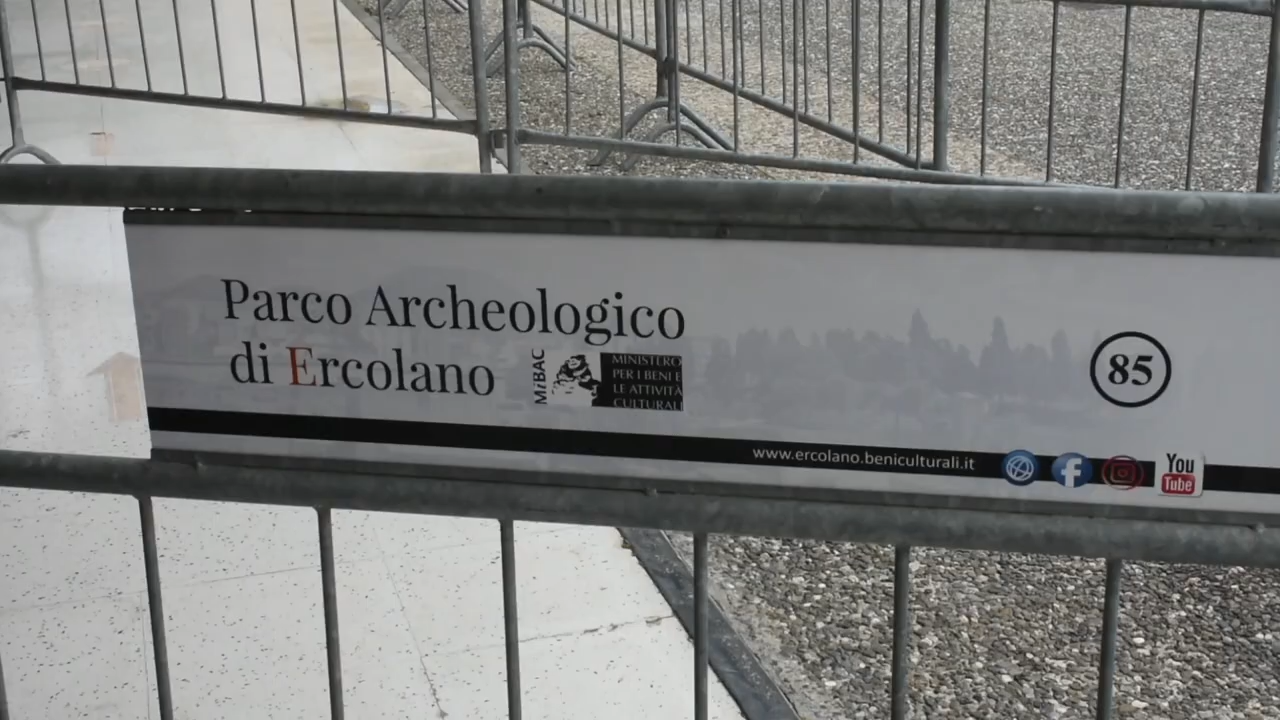 Parco Archeologico
di Ercolano
MiBAC
MINISTERO
PER I BENI E
LE ATTIVITÀ
CULTURALI
85
www.ercolano.beniculturali.it
f
You
Tube